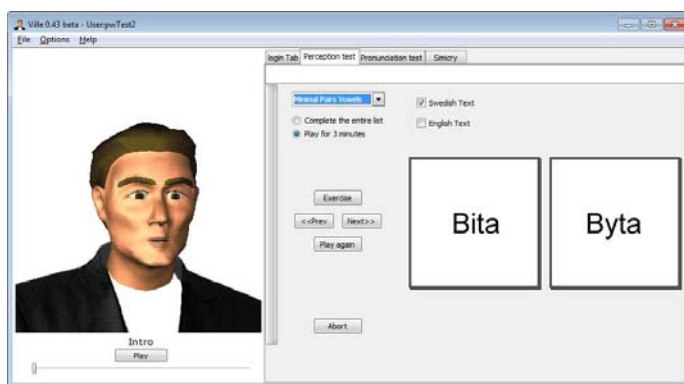 Ville 0.43 beta - User:pwTest2
File Options Help
login Tab Perception test Pronunciation test Simicry
Minimal Pairs Vowels
Swedish Text
Complete the entire list
English Text
Play for 3 minutes
Exercise
<<Prev Next>>
Play again
Bita Byta
Abort
Intro
Play